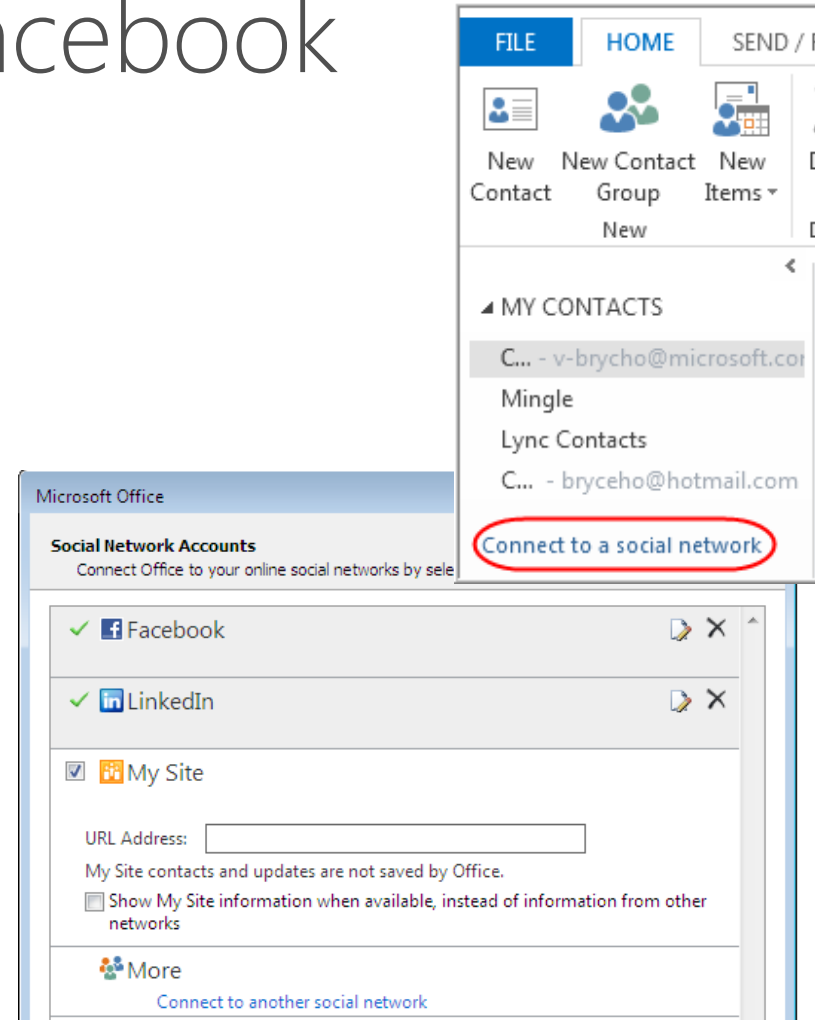 acebook
FILE HOME SEND /
New Contact
New Contact Group
New Items
New
MY CONTACTS
C... - v-brycho@microsoft.cor
Mingle
Lync Contacts
C... - bryceho@hotmail.com
Connect to a social network
Microsoft Office
Social Network Accounts
Connect Office to your online social networks by sele
Facebook
LinkedIn
My Site
URL Address:
My Site contacts and updates are not saved by Office.
Show My Site information when available, instead of information from other
networks
More
Connect to another social network